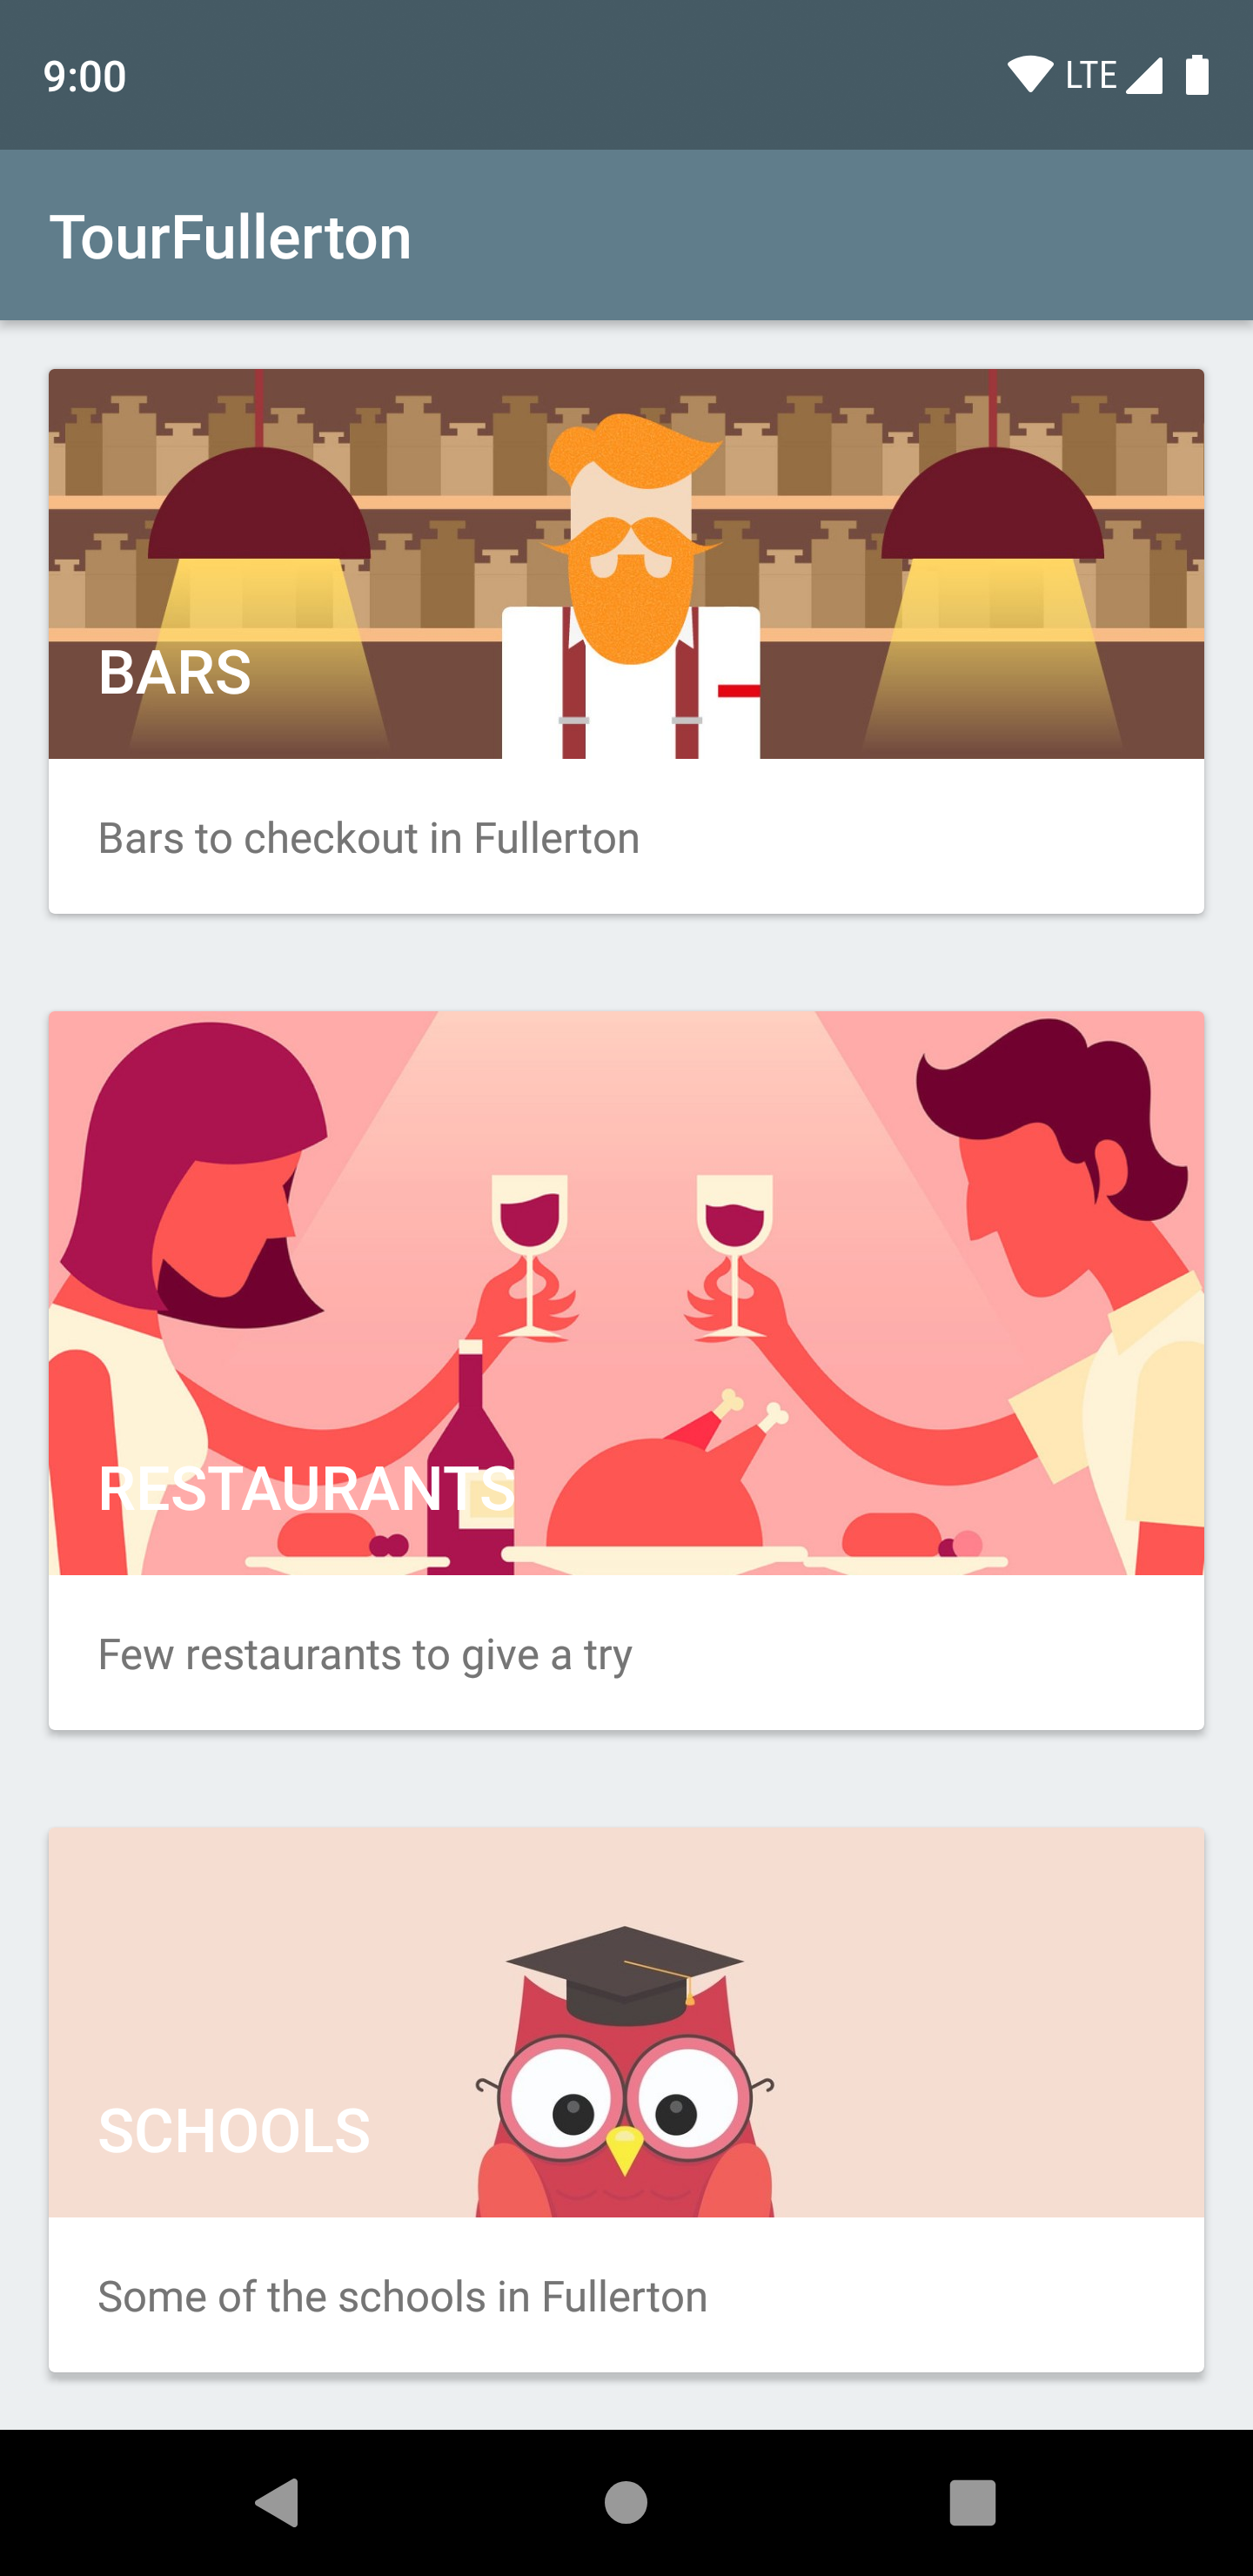 9:00
LTE
TourFullerton
BARS
Bars to checkout in Fullerton
RESTAURANTS
Few restaurants to give a try
SCHOOLS
Some of the schools in Fullerton